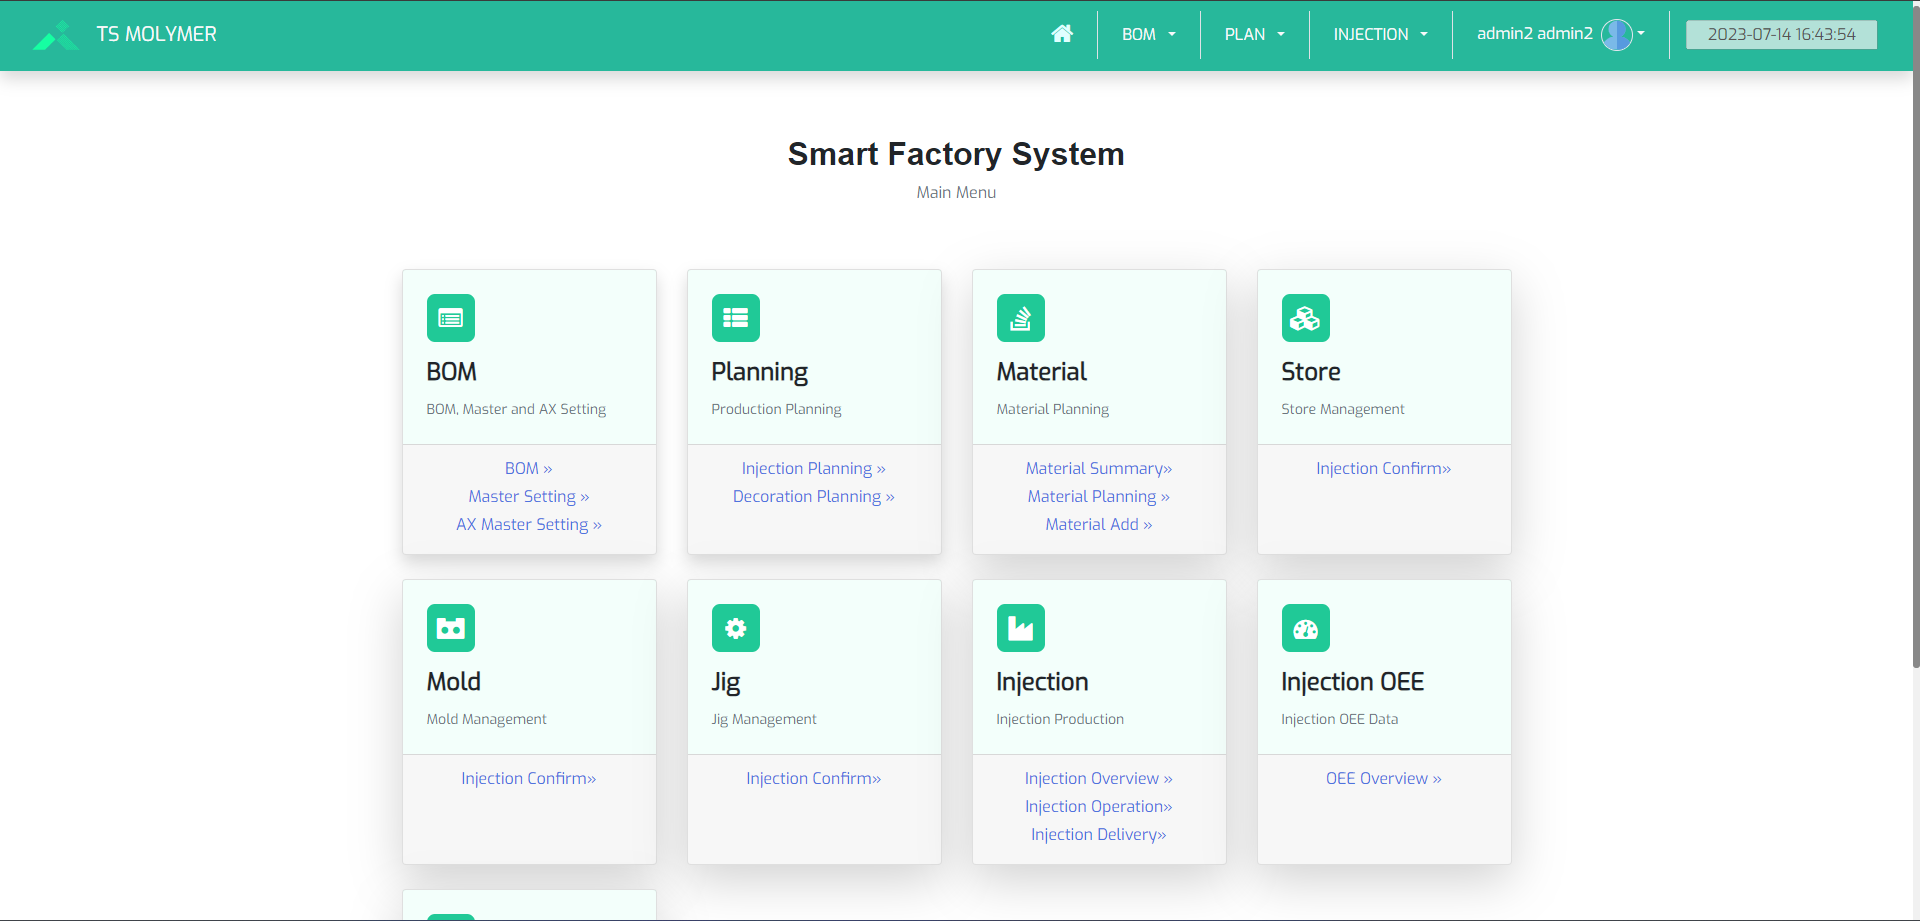 TS MOLYMER
BOM
PLAN
INJECTION
admin2 admin2
2023-07-14 16:43:54
Smart Factory System
Main Menu
BOM
BOM, Master and AX Setting
BOM »
Master Setting »
AX Master Setting »
Planning
Production Planning
Injection Planning »
Decoration Planning »
Material
Material Planning
Material Summary»
Material Planning »
Material Add »
Store
Store Management
Injection Confirm»
Mold
Mold Management
Injection Confirm»
Jig
Jig Management
Injection Confirm»
Injection
Injection Production
Injection Overview »
Injection Operation»
Injection Delivery»
Injection OEE
Injection OEE Data
OEE Overview »